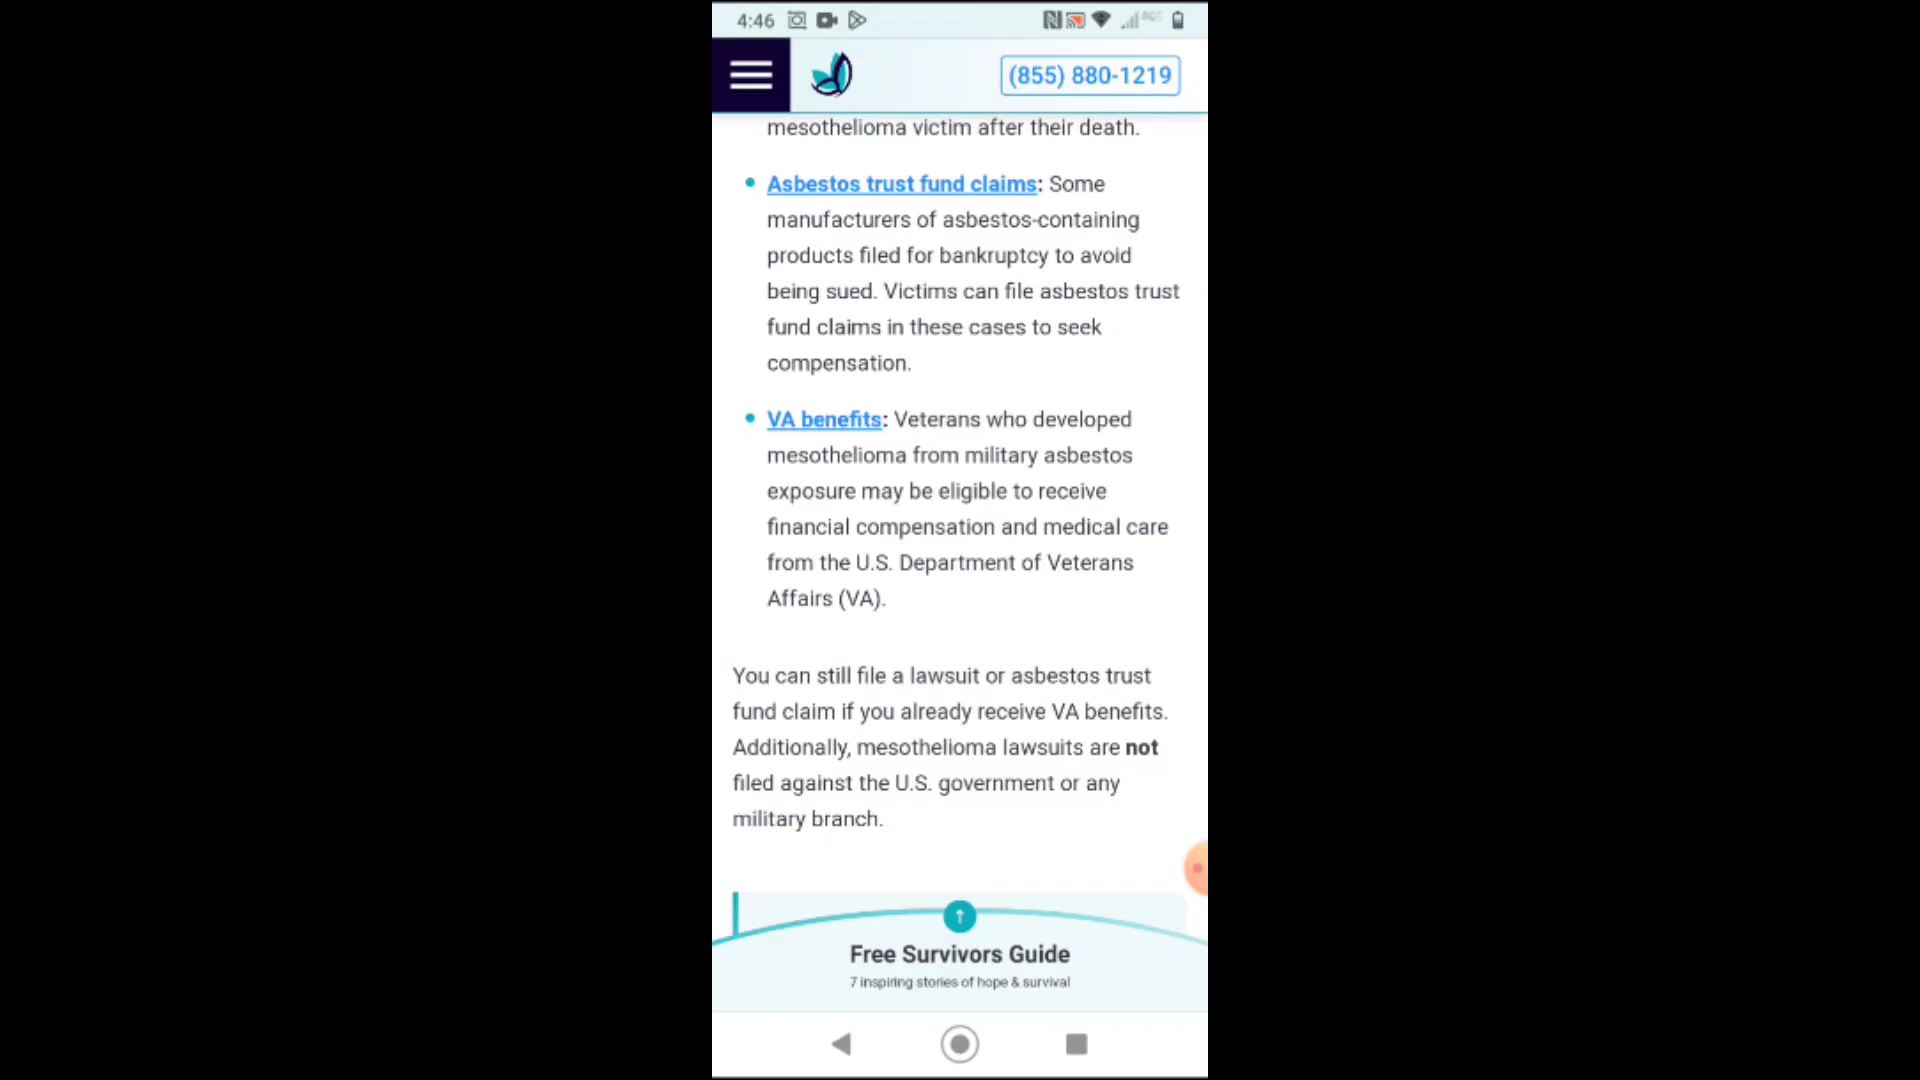 4:46
(855) 880-1219
mesothelioma victim after their death.
Asbestos trust fund claims: Some
manufacturers of asbestos-containing
products filed for bankruptcy to avoid
being sued. Victims can file asbestos trust
fund claims in these cases to seek
compensation.
VA benefits: Veterans who developed
mesothelioma from military asbestos
exposure may be eligible to receive
financial compensation and medical care
from the U.S. Department of Veterans
Affairs (VA).
You can still file a lawsuit or asbestos trust
fund claim if you already receive VA benefits.
Additionally, mesothelioma lawsuits are not
filed against the U.S. government or any
military branch.
Free Survivors Guide
7 inspiring stories of hope & survival